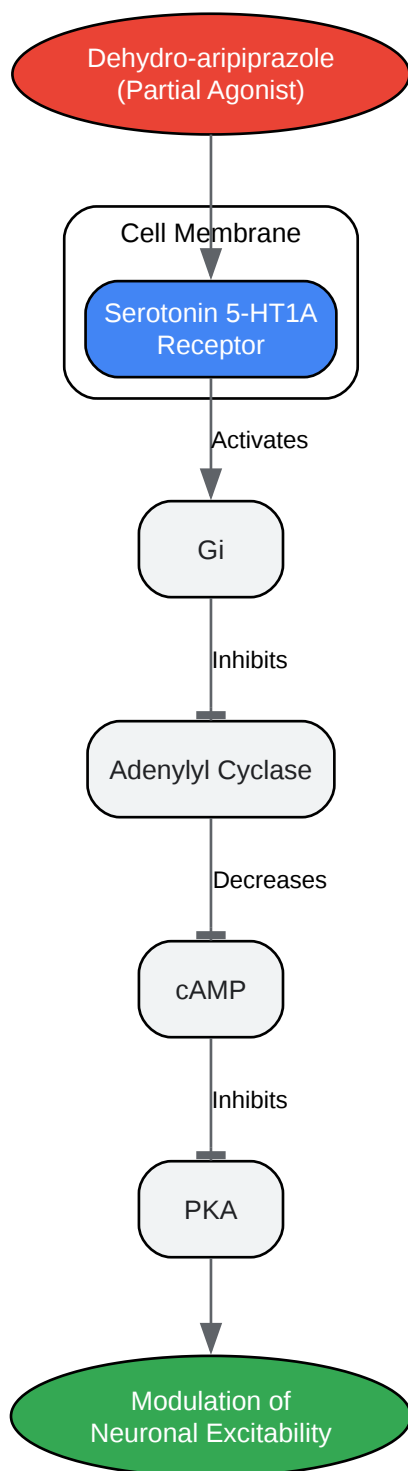 Dehydro-aripiprazole
(Partial Agonist)
Cell Membrane
Serotonin 5-HT1A
Receptor
Activates
Gi
Inhibits
Adenylyl Cyclase
Decreases
cAMP
Inhibits
PKA
Modulation of
Neuronal Excitability